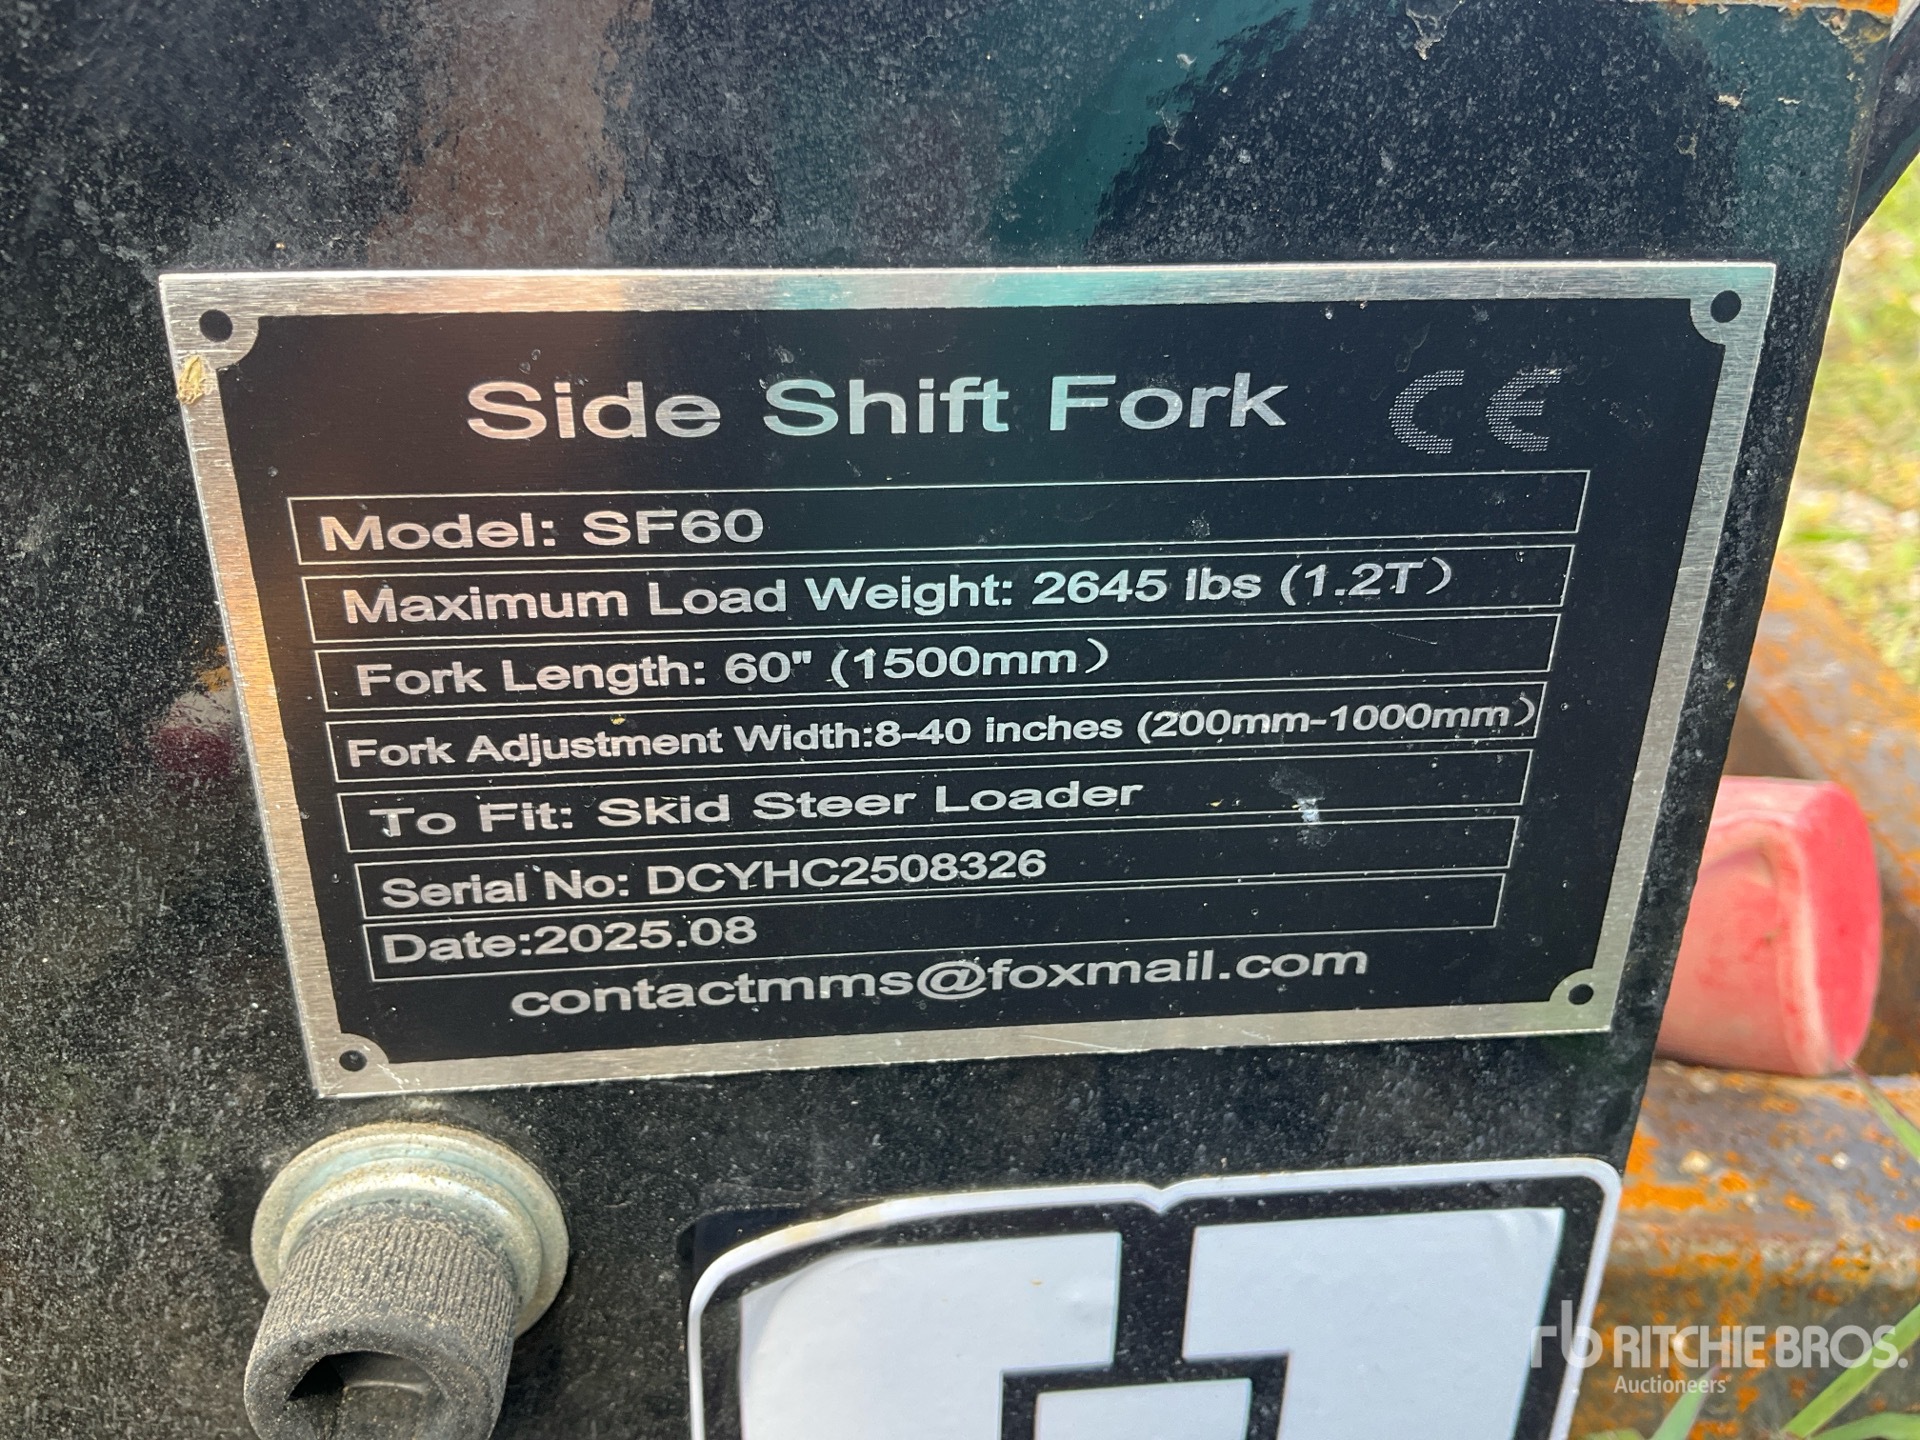 Side Shift Fork CE
Model: SF60
Maximum Load Weight: 2645 lbs (1.2T)
Fork Length: 60" (1500mm)
Fork Adjustment Width:8-40 inches (200mm-1000mm)
To Fit: Skid Steer Loader
Serial No: DCYHC2508326
Date:2025.08
contactmms@foxmail.com
rb RITCHIE BROS.
Auctioneers